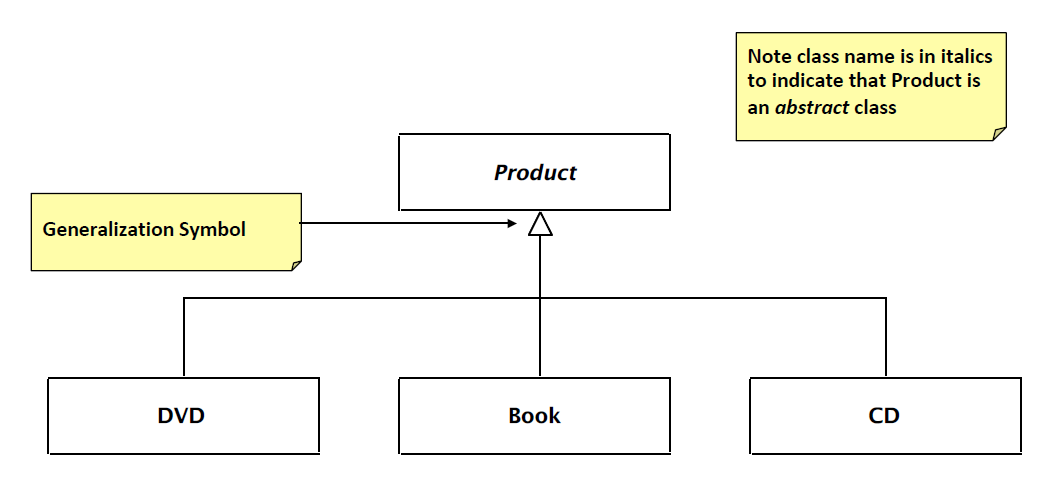 Note class name is in italics
to indicate that Product is
an abstract class
Product
Generalization Symbol
DVD
Book
CD